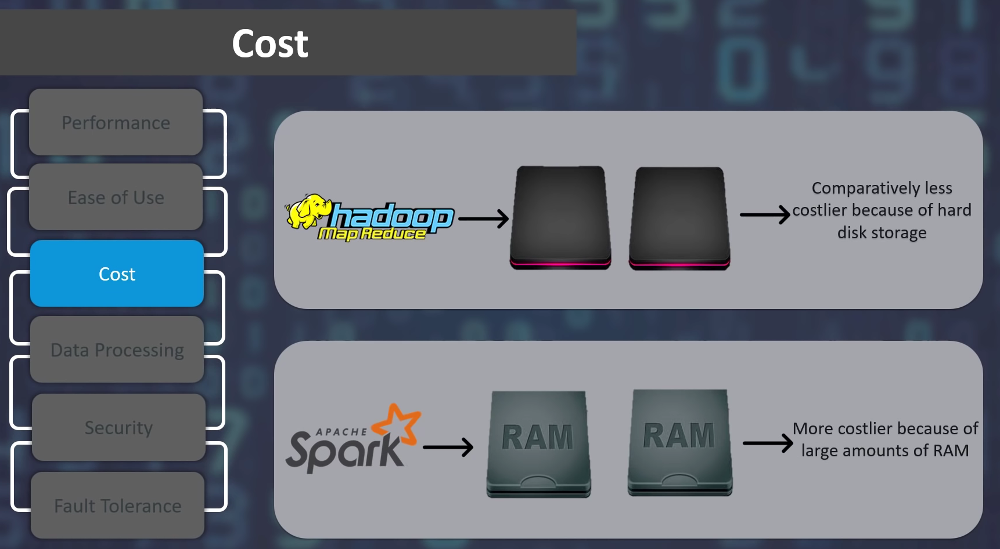 Cost
Performance
Ease of Use
Cost
Data Processing
Security
Fault Tolerance
hadoop
Map Reduce
Comparatively less
costlier because of hard
disk storage
APACHE
Spark
RAM
RAM
More costlier because of
large amounts of RAM